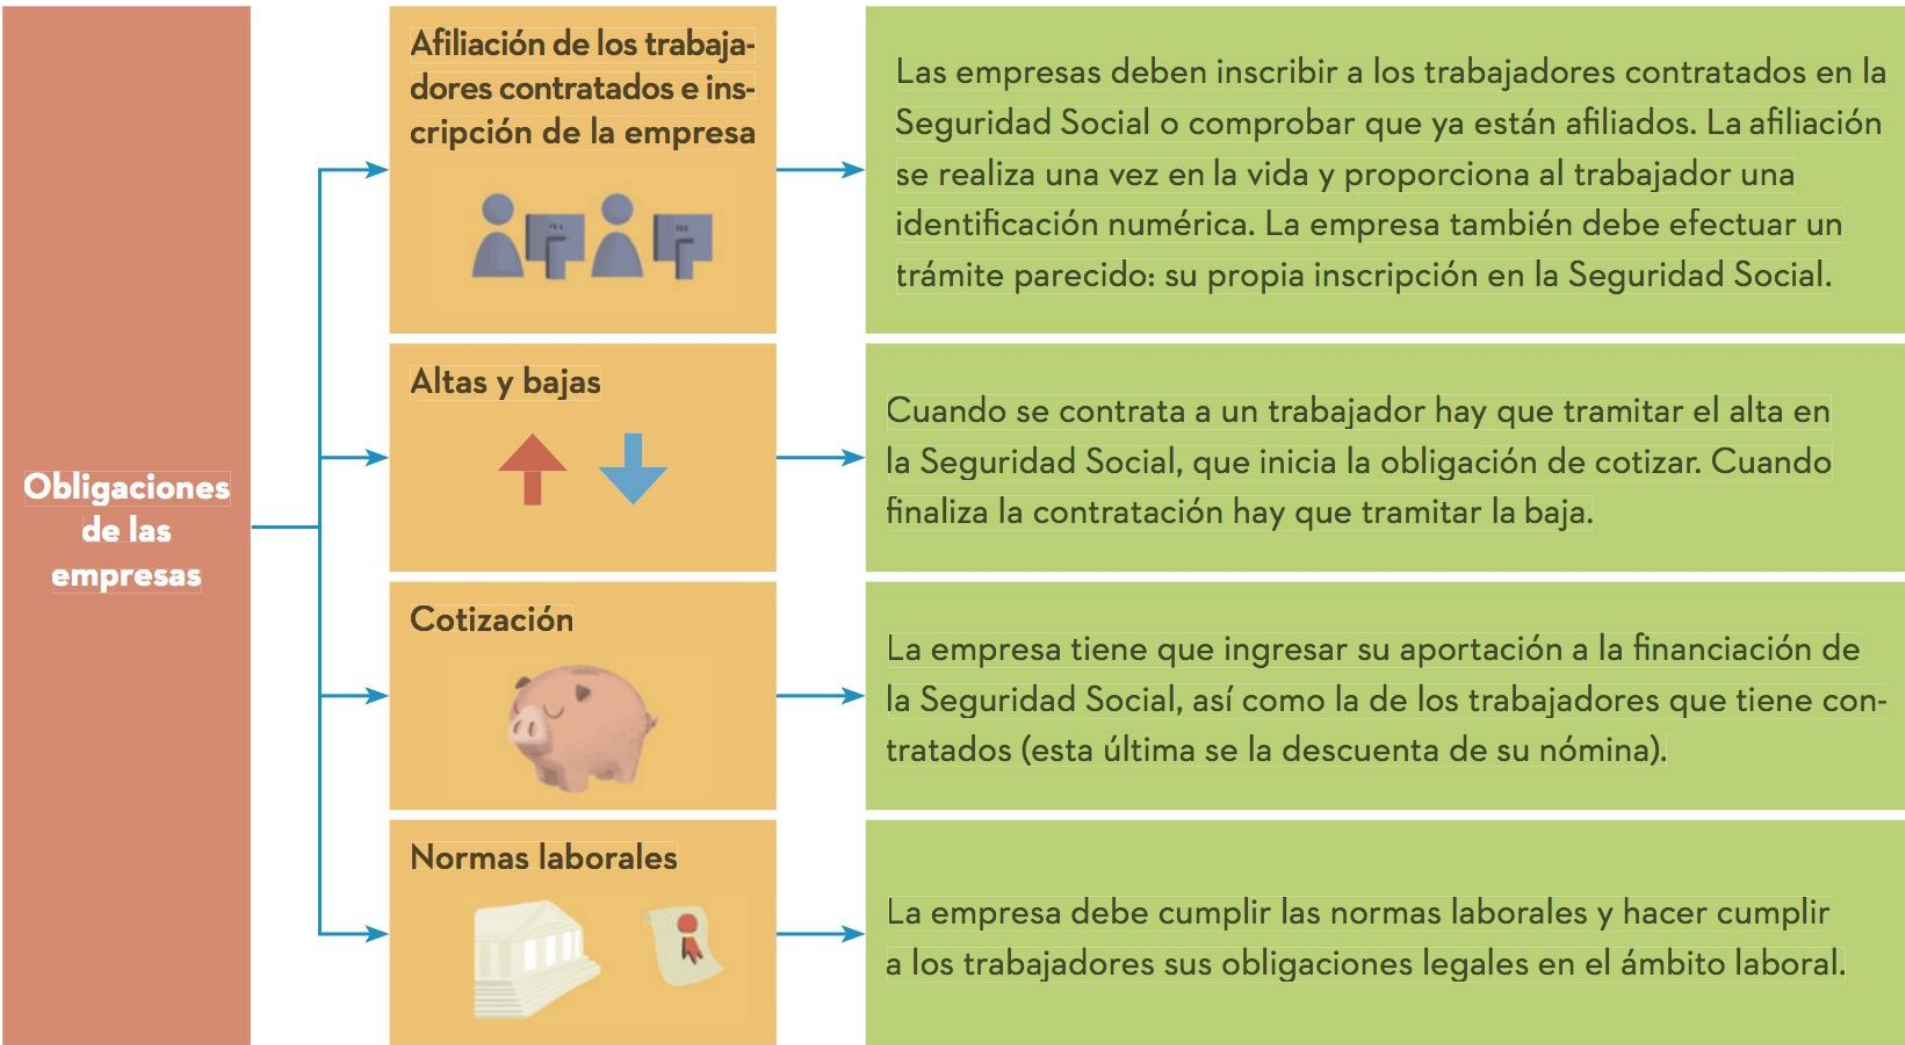 Obligaciones
de las
empresas
Afiliación de los trabaja-
dores contratados e ins-
cripción de la empresa
Las empresas deben inscribir a los trabajadores contratados en la
Seguridad Social o comprobar que ya están afiliados. La afiliación
se realiza una vez en la vida y proporciona al trabajador una
identificación numérica. La empresa también debe efectuar un
trámite parecido: su propia inscripción en la Seguridad Social.
Altas y bajas
Cuando se contrata a un trabajador hay que tramitar el alta en
la Seguridad Social, que inicia la obligación de cotizar. Cuando
finaliza la contratación hay que tramitar la baja.
Cotización
La empresa tiene que ingresar su aportación a la financiación de
la Seguridad Social, así como la de los trabajadores que tiene con-
tratados (esta última se la descuenta de su nómina).
Normas laborales
La empresa debe cumplir las normas laborales y hacer cumplir
a los trabajadores sus obligaciones legales en el ámbito laboral.